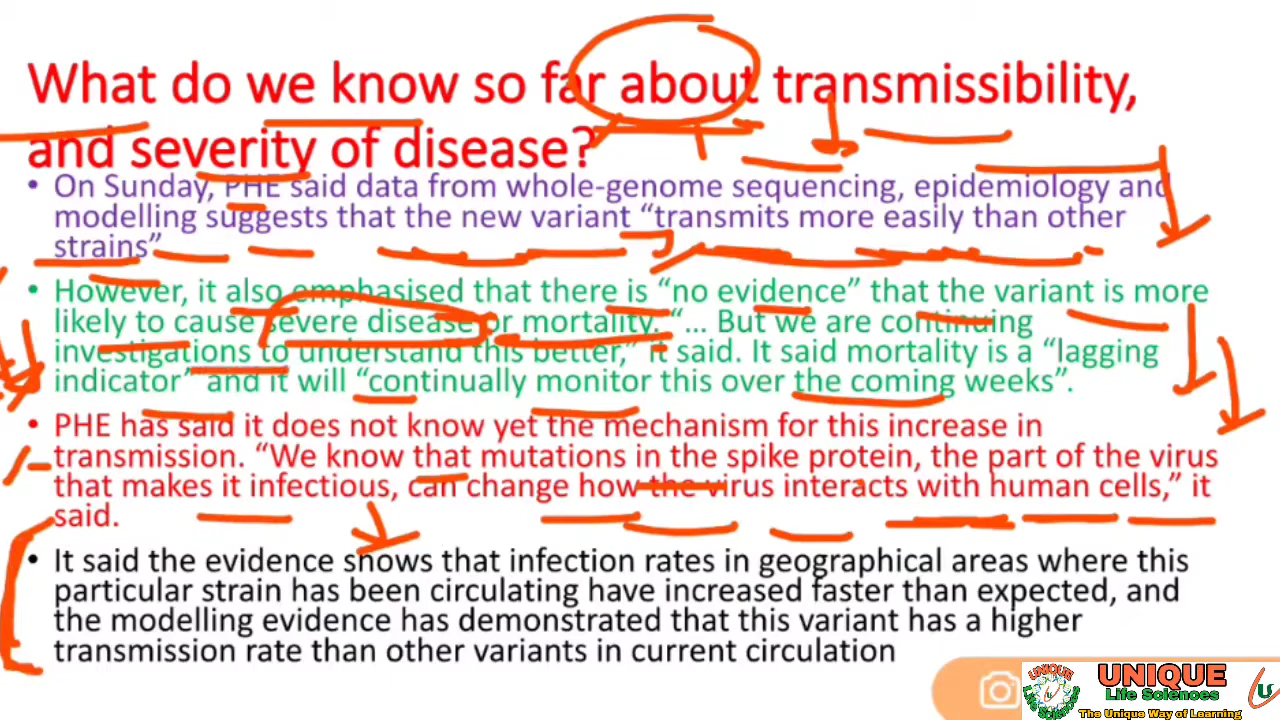 What do we know so far about transmissibility,
and severity of disease?
• On Sunday, PHE said data from whole-genome sequencing, epidemiology and
modelling suggests that the new variant “transmits more easily than other
strains”
• However, it also emphasised that there is “no evidence” that the variant is more
likely to cause severe disease or mortality. “... But we are continuing
investigations to understand this better,” it said. It said mortality is a “lagging
indicator” and it will “continually monitor this over the coming weeks”.
• PHE has said it does not know yet the mechanism for this increase in
transmission. “We know that mutations in the spike protein, the part of the virus
that makes it infectious, can change how the virus interacts with human cells,” it
said.
• It said the evidence shows that infection rates in geographical areas where this
particular strain has been circulating have increased faster than expected, and
the modelling evidence has demonstrated that this variant has a higher
transmission rate than other variants in current circulation
UNIQUE
Life Sciences
The Unique Way of Learning